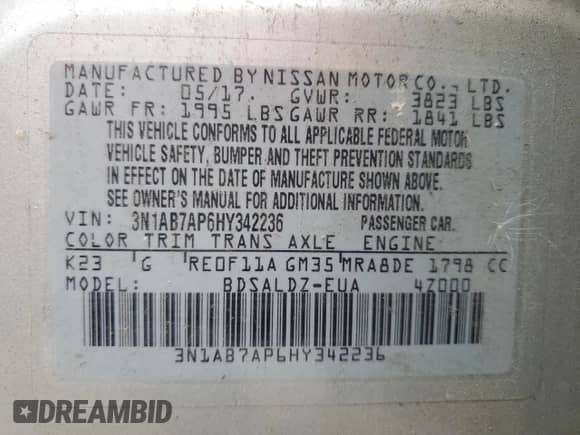 MANUFACTURED BY NISSAN MOTOR CO., LTD.
DATE: 05/17. GVWR: 3823 LBS
GAWR FR: 1995 LBS GAWR RR: 1841 LBS
THIS VEHICLE CONFORMS TO ALL APPLICABLE FEDERAL MOTOR
VEHICLE SAFETY, BUMPER AND THEFT PREVENTION STANDARDS
IN EFFECT ON THE DATE OF MANUFACTURE SHOWN ABOVE.
SEE OWNER'S MANUAL FOR ADDITIONAL INFORMATION.
VIN: 3N1AB7AP6HY342236 PASSENGER CAR.
COLOR TRIM TRANS AXLE ENGINE
K23 G RE0F11A GM35 MRA8DE 1798 CC
MODEL: BDSALDZ-EUA 4Z000
3N1AB7AP6HY342236
DREAMBID